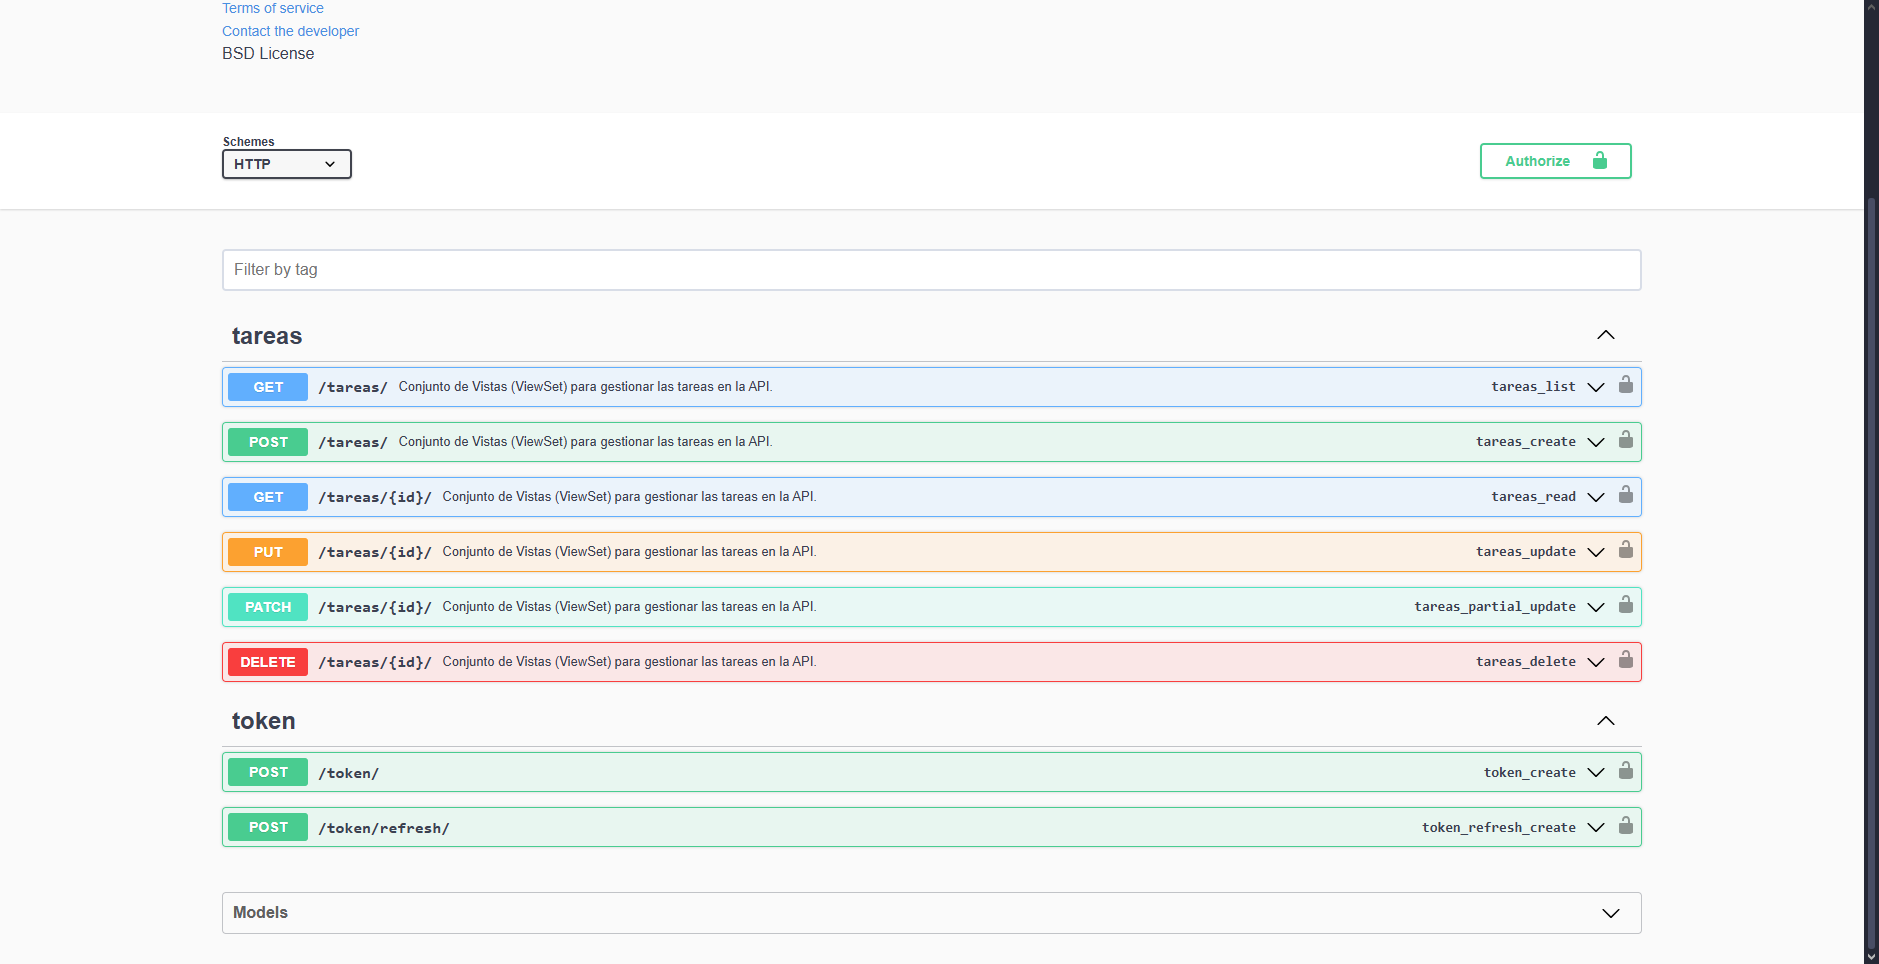 Terms of service
Contact the developer
BSD License
Schemes
HTTP
Authorize
Filter by tag
tareas
GET /tareas/ Conjunto de Vistas (ViewSet) para gestionar las tareas en la API. tareas_list
POST /tareas/ Conjunto de Vistas (ViewSet) para gestionar las tareas en la API. tareas_create
GET /tareas/{id}/ Conjunto de Vistas (ViewSet) para gestionar las tareas en la API. tareas_read
PUT /tareas/{id}/ Conjunto de Vistas (ViewSet) para gestionar las tareas en la API. tareas_update
PATCH /tareas/{id}/ Conjunto de Vistas (ViewSet) para gestionar las tareas en la API. tareas_partial_update
DELETE /tareas/{id}/ Conjunto de Vistas (ViewSet) para gestionar las tareas en la API. tareas_delete
token
POST /token/ token_create
POST /token/refresh/ token_refresh_create
Models